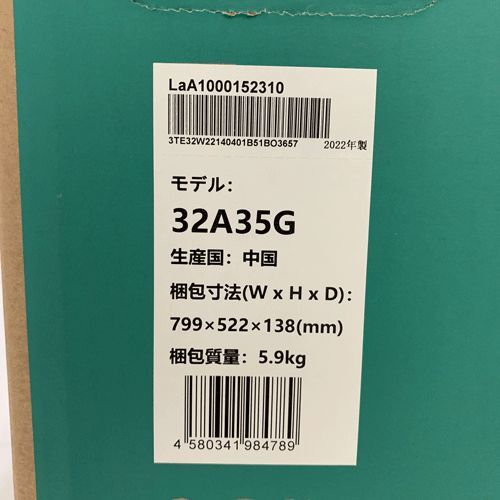 LaA1000152310
3TE32W22140401B51BO3657
2022年製
モデル：
32A35G
生産国：中国
梱包寸法(W x H x D)：
799×522×138(mm)
梱包質量：5.9kg
4 580341 984789